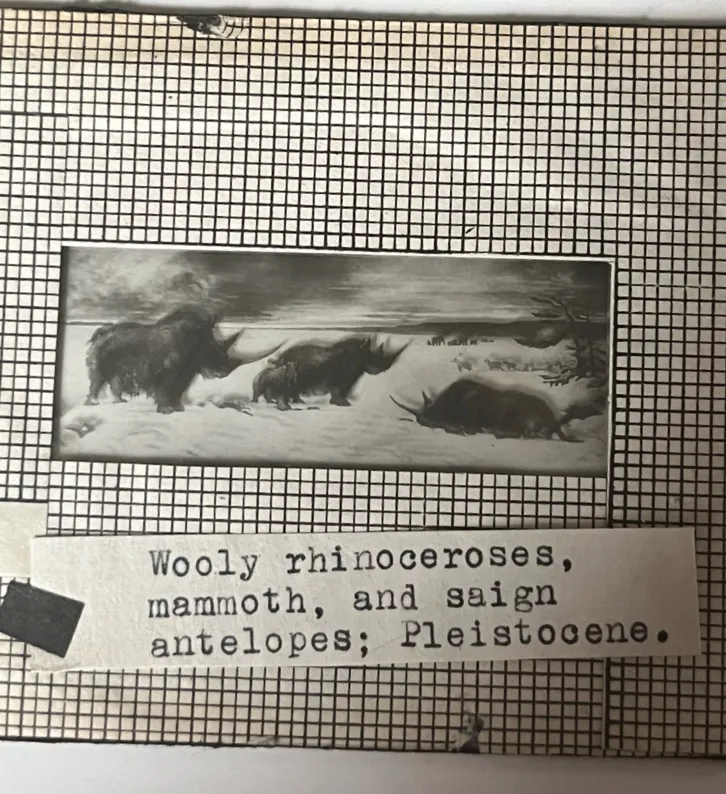 Wooly rhinoceroses,
mammoth, and saign
antelopes; Pleistocene.